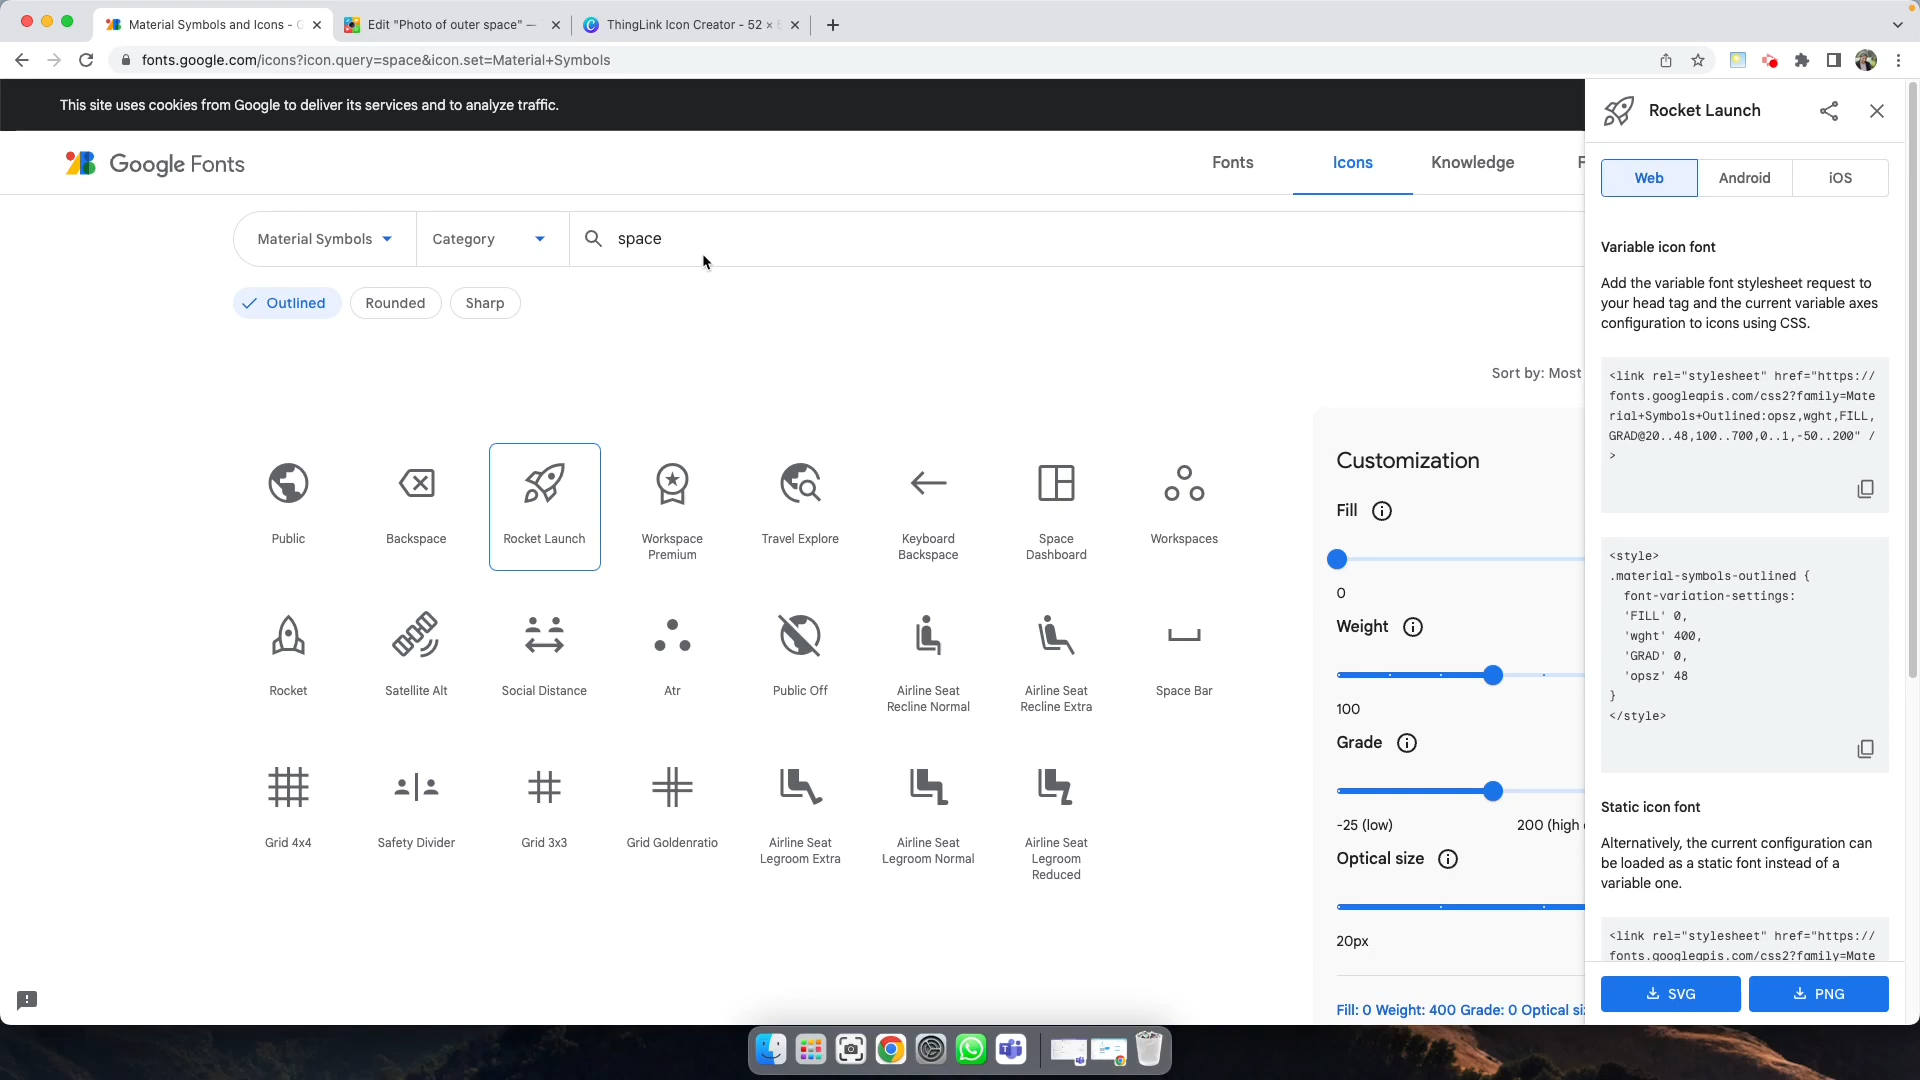 Material Symbols and Icons - G
Edit "Photo of outer space" —
ThingLink Icon Creator - 52 ×
fonts.google.com/icons?icon.query=space&icon.set=Material+Symbols
This site uses cookies from Google to deliver its services and to analyze traffic.
Google Fonts
Fonts
Icons
Knowledge
F
Material Symbols
Category
space
Outlined
Rounded
Sharp
Sort by: Most
Public
Backspace
Rocket Launch
Workspace
Premium
Travel Explore
Keyboard
Backspace
Space
Dashboard
Workspaces
Rocket
Satellite Alt
Social Distance
Atr
Public Off
Airline Seat
Recline Normal
Airline Seat
Recline Extra
Space Bar
Grid 4x4
Safety Divider
Grid 3x3
Grid Goldenratio
Airline Seat
Legroom Extra
Airline Seat
Legroom Normal
Airline Seat
Legroom
Reduced
Customization
Fill
0
Weight
100
Grade
-25 (low)
200 (high
Optical size
20px
Fill: 0 Weight: 400 Grade: 0 Optical si
Rocket Launch
Web
Android
iOS
Variable icon font
Add the variable font stylesheet request to
your head tag and the current variable axes
configuration to icons using CSS.
<link rel="stylesheet" href="https://
fonts.googleapis.com/css2?family=Mate
rial+Symbols+Outlined:opsz,wght,FILL,
GRAD@20..48,100..700,0..1,-50..200" /
>
<style>
.material-symbols-outlined {
font-variation-settings:
'FILL' 0,
'wght' 400,
'GRAD' 0,
'opsz' 48
}
</style>
Static icon font
Alternatively, the current configuration can
be loaded as a static font instead of a
variable one.
<link rel="stylesheet" href="https://
fonts.googleapis.com/css2?family=Mate
SVG
PNG